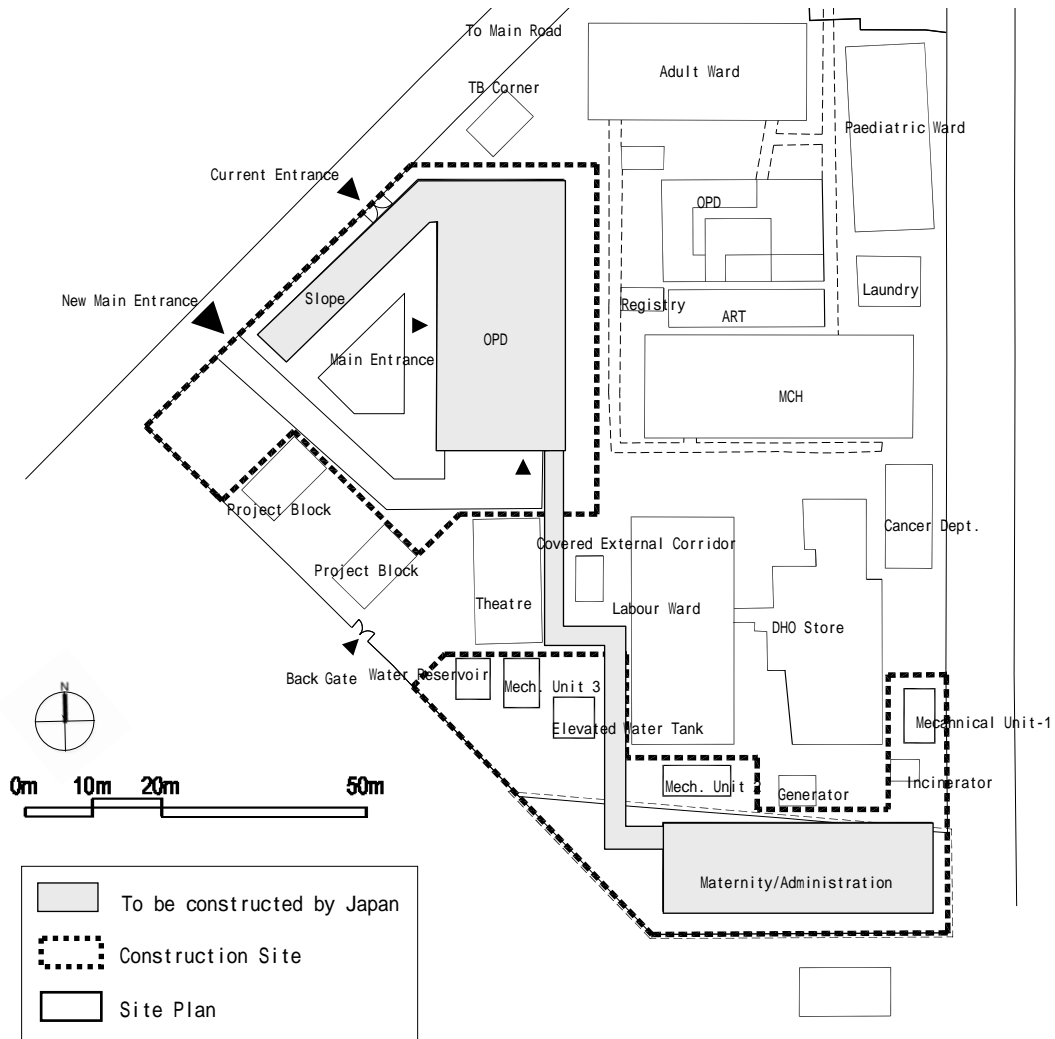 To Main Road
Adult Ward
TB Corner
Paediatric Ward
Current Entrance
OPD
New Main Entrance
Slope
Registry
ART
Laundry
Main Entrance
OPD
MCH
Project Block
Cancer Dept.
Covered External Corridor
Project Block
Theatre
Labour Ward
DHO Store
Back Gate
Water Reservoir
Mech. Unit 3
N
Elevated Water Tank
Mecannical Unit-1
0m 10m 20m 50m
Mech. Unit
Generator
Incinerator
Maternity/Administration
To be constructed by Japan
Construction Site
Site Plan